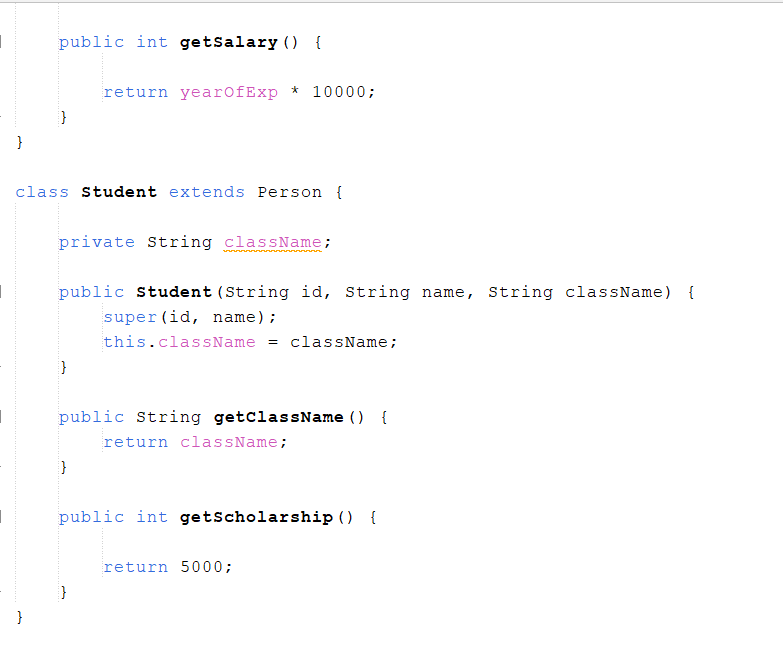 public int getSalary() {
return yearOfExp * 10000;
}
}
class Student extends Person {
private String className;
public Student(String id, String name, String className) {
super(id, name);
this.className = className;
}
public String getClassName() {
return className;
}
public int getScholarship() {
return 5000;
}
}